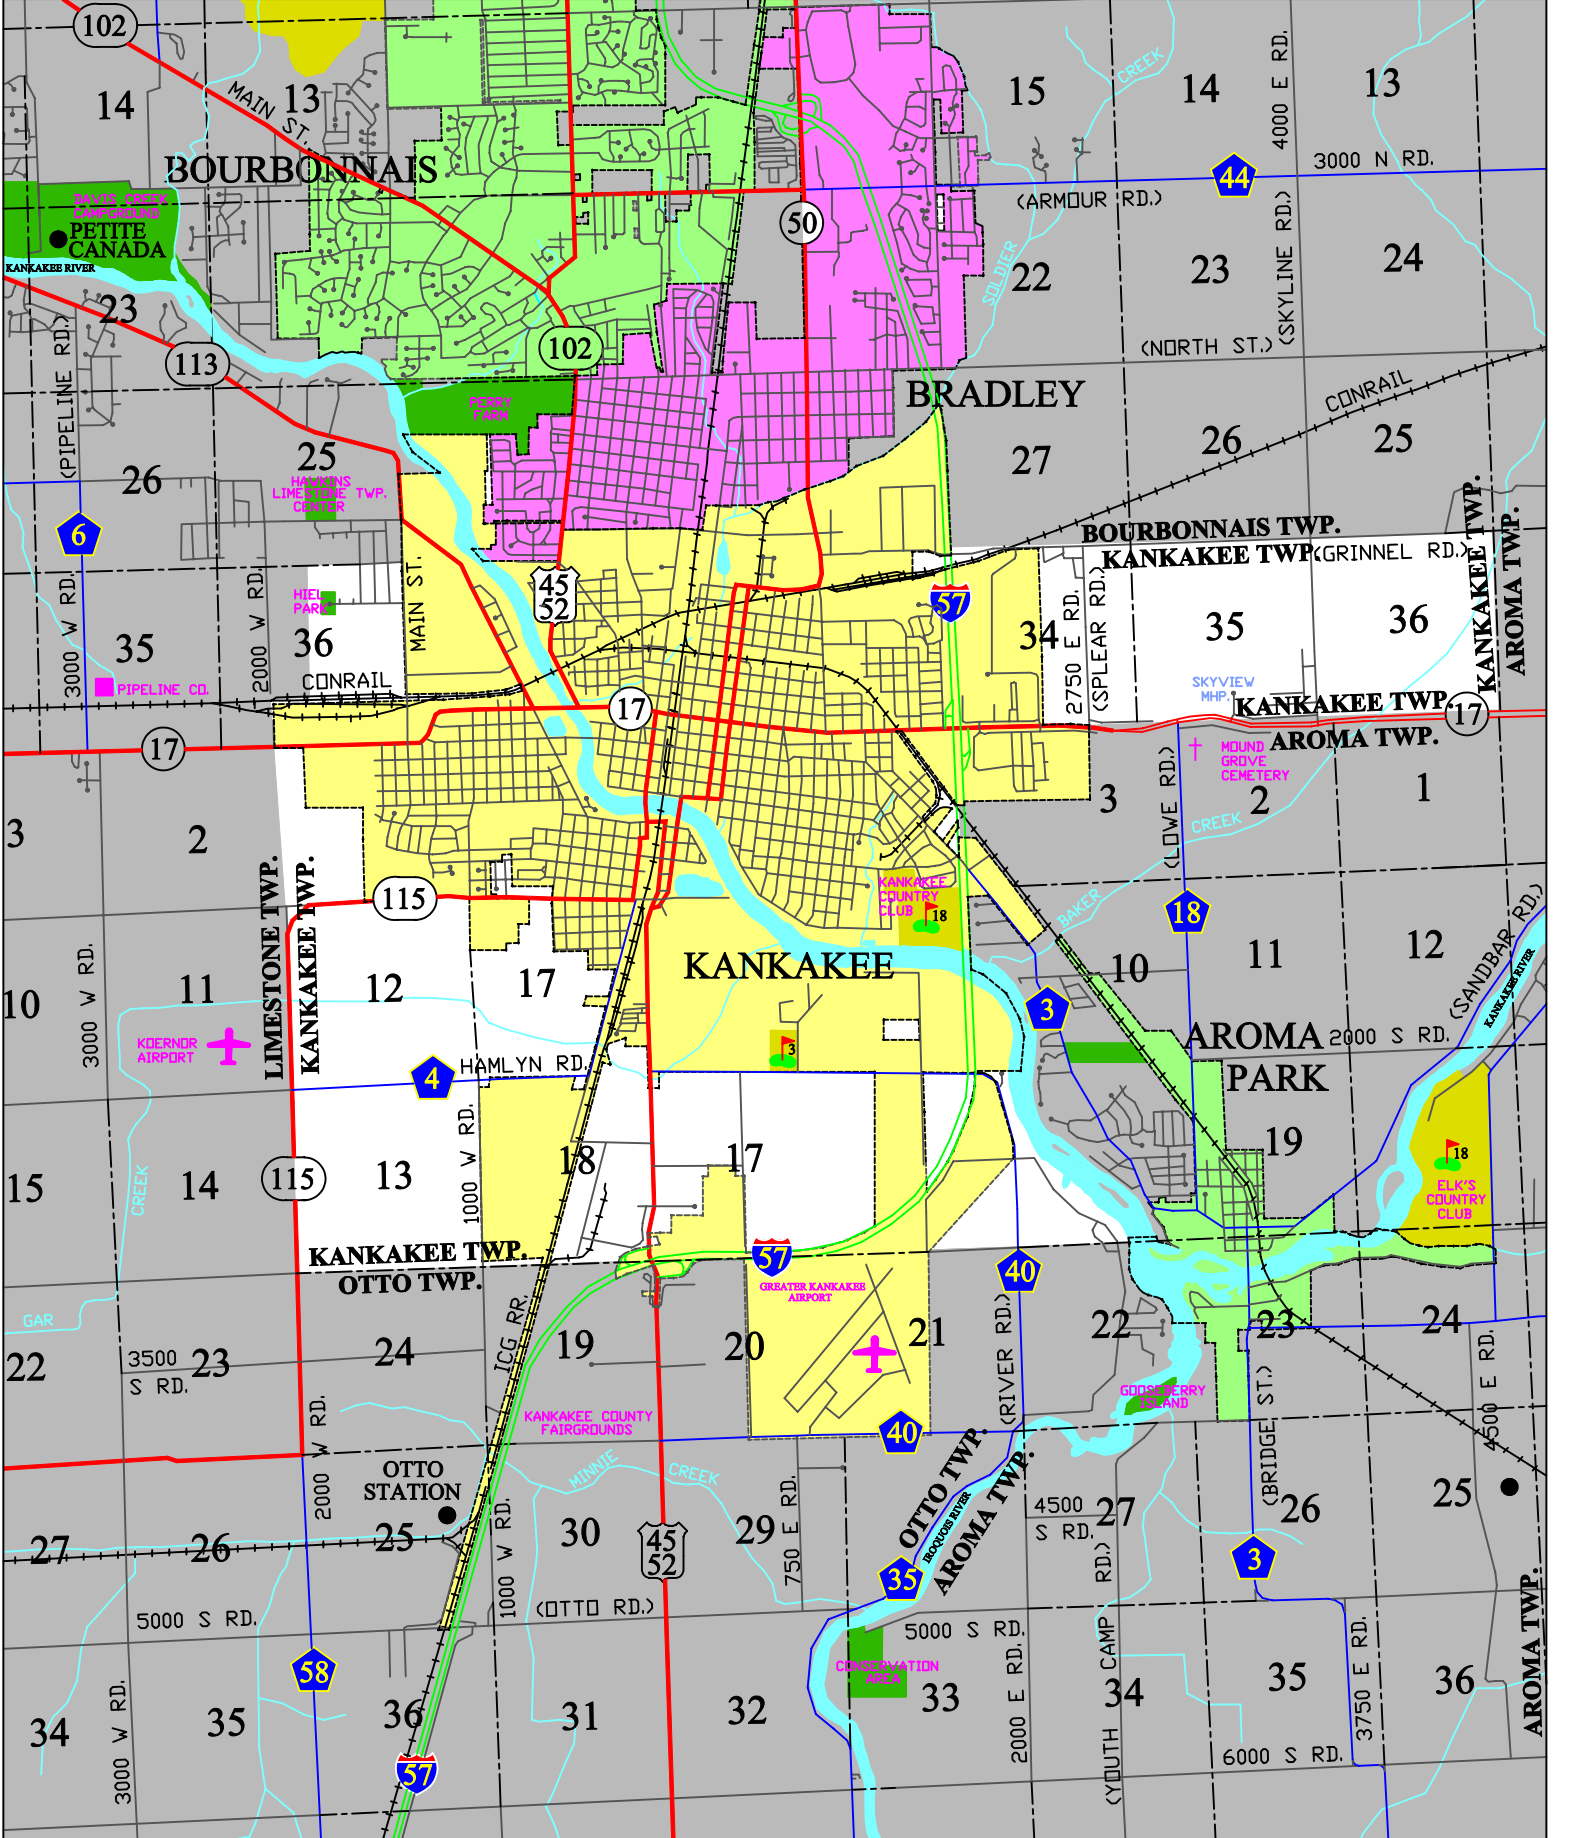 102
14
13
MAIN ST.
15
CREEK
14
4000 E RD.
13
BOURBONNAIS
3000 N RD.
44
(ARMOUR RD.)
DAVIS CREEK
CAMPGROUND
PETITE
CANADA
KANKAKEE RIVER
50
SOLDIER
22
23
(SKYLINE RD.)
24
23
113
102
(NORTH ST.)
(PIPELINE RD.)
PERRY
FARM
BRADLEY
CONRAIL
26
25
27
26
25
HAWKINS
LIMESTONE TWP.
CENTER
6
BOURBONNAIS TWP.
KANKAKEE TWP.
(GRINNEL RD.)
KANKAKEE TWP.
AROMA TWP.
3000 W RD.
2000 W RD.
MAIN ST.
45
52
57
HIEL
PARK
35
36
34
2750 E RD.
(SPLEAR RD.)
35
36
CONRAIL
PIPELINE CO.
SKYVIEW
MHP.
KANKAKEE TWP.
17
17
17
AROMA TWP.
MOUND
GROVE
CEMETERY
3
2
3
(LOWE RD.)
2
1
CREEK
LIMESTONE TWP.
KANKAKEE TWP.
115
KANKAKEE
COUNTRY
CLUB
18
BAKER
18
(SANDBAR RD.)
3000 W RD.
10
11
12
17
KANKAKEE
10
11
12
KANKAKEE RIVER
3
KOERNOR
AIRPORT
4
HAMLYN RD.
3
AROMA
PARK
2000 S RD.
1000 W RD.
15
CREEK
14
115
13
18
17
19
18
ELK'S
COUNTRY
CLUB
KANKAKEE TWP.
OTTO TWP.
57
40
GREATER KANKAKEE
AIRPORT
GAR
ICG RR.
22
3500
S RD.
23
24
19
20
21
(RIVER RD.)
22
23
24
4500 E RD.
GOOSEBERRY
ISLAND
(BRIDGE ST.)
KANKAKEE COUNTY
FAIRGROUNDS
40
2000 W RD.
OTTO
STATION
MINNIE
CREEK
OTTO TWP.
AROMA TWP.
IROQUOIS RIVER
27
26
25
1000 W RD.
30
45
52
29
750 E RD.
35
4500
S RD.
27
26
25
3
RD.)
5000 S RD.
(OTTO RD.)
5000 S RD.
AROMA TWP.
58
CONSERVATION
AREA
2000 E RD.
(YOUTH CAMP
3750 E RD.
3000 W RD.
34
35
36
31
32
33
34
35
36
6000 S RD.
57